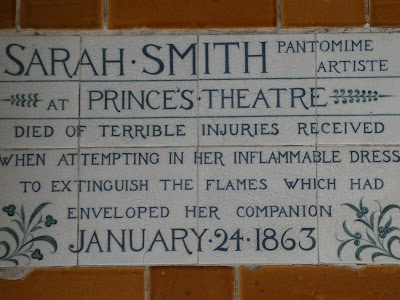 SARAH·SMITH PANTOMIME ARTISTE
AT PRINCE'S·THEATRE
DIED OF TERRIBLE INJURIES RECEIVED
WHEN ATTEMPTING IN HER INFLAMMABLE DRESS
TO EXTINGUISH THE FLAMES WHICH HAD
ENVELOPED HER COMPANION
JANUARY·24·1863